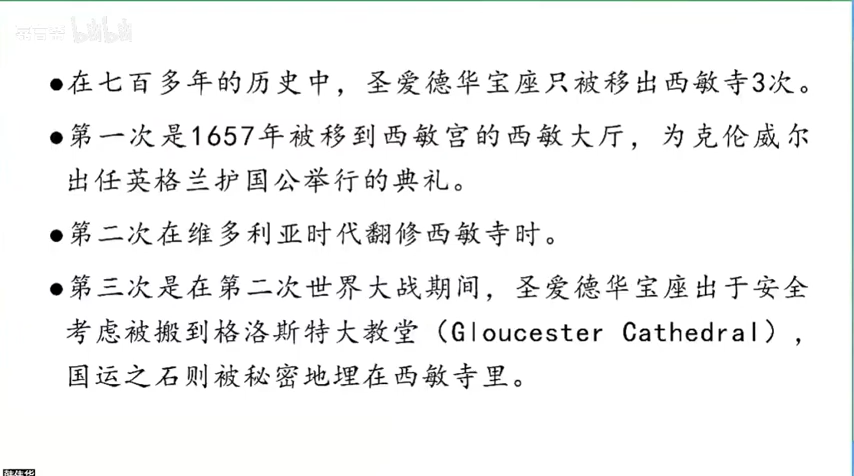 bilibili
●在七百多年的历史中，圣爱德华宝座只被移出西敏寺3次。
●第一次是1657年被移到西敏宫的西敏大厅，为克伦威尔
出任英格兰护国公举行的典礼。
●第二次在维多利亚时代翻修西敏寺时。
●第三次是在第二次世界大战期间，圣爱德华宝座出于安全
考虑被搬到格洛斯特大教堂（Gloucester Cathedral），
国运之石则被秘密地埋在西敏寺里。